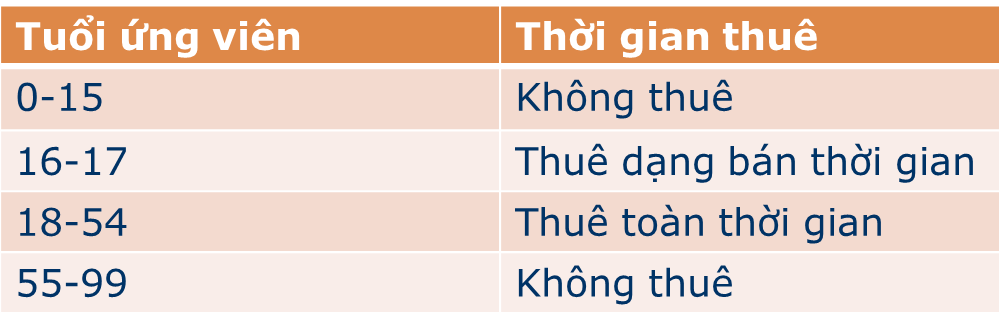 Tuổi ứng viên Thời gian thuê
0-15 Không thuê
16-17 Thuê dạng bán thời gian
18-54 Thuê toàn thời gian
55-99 Không thuê